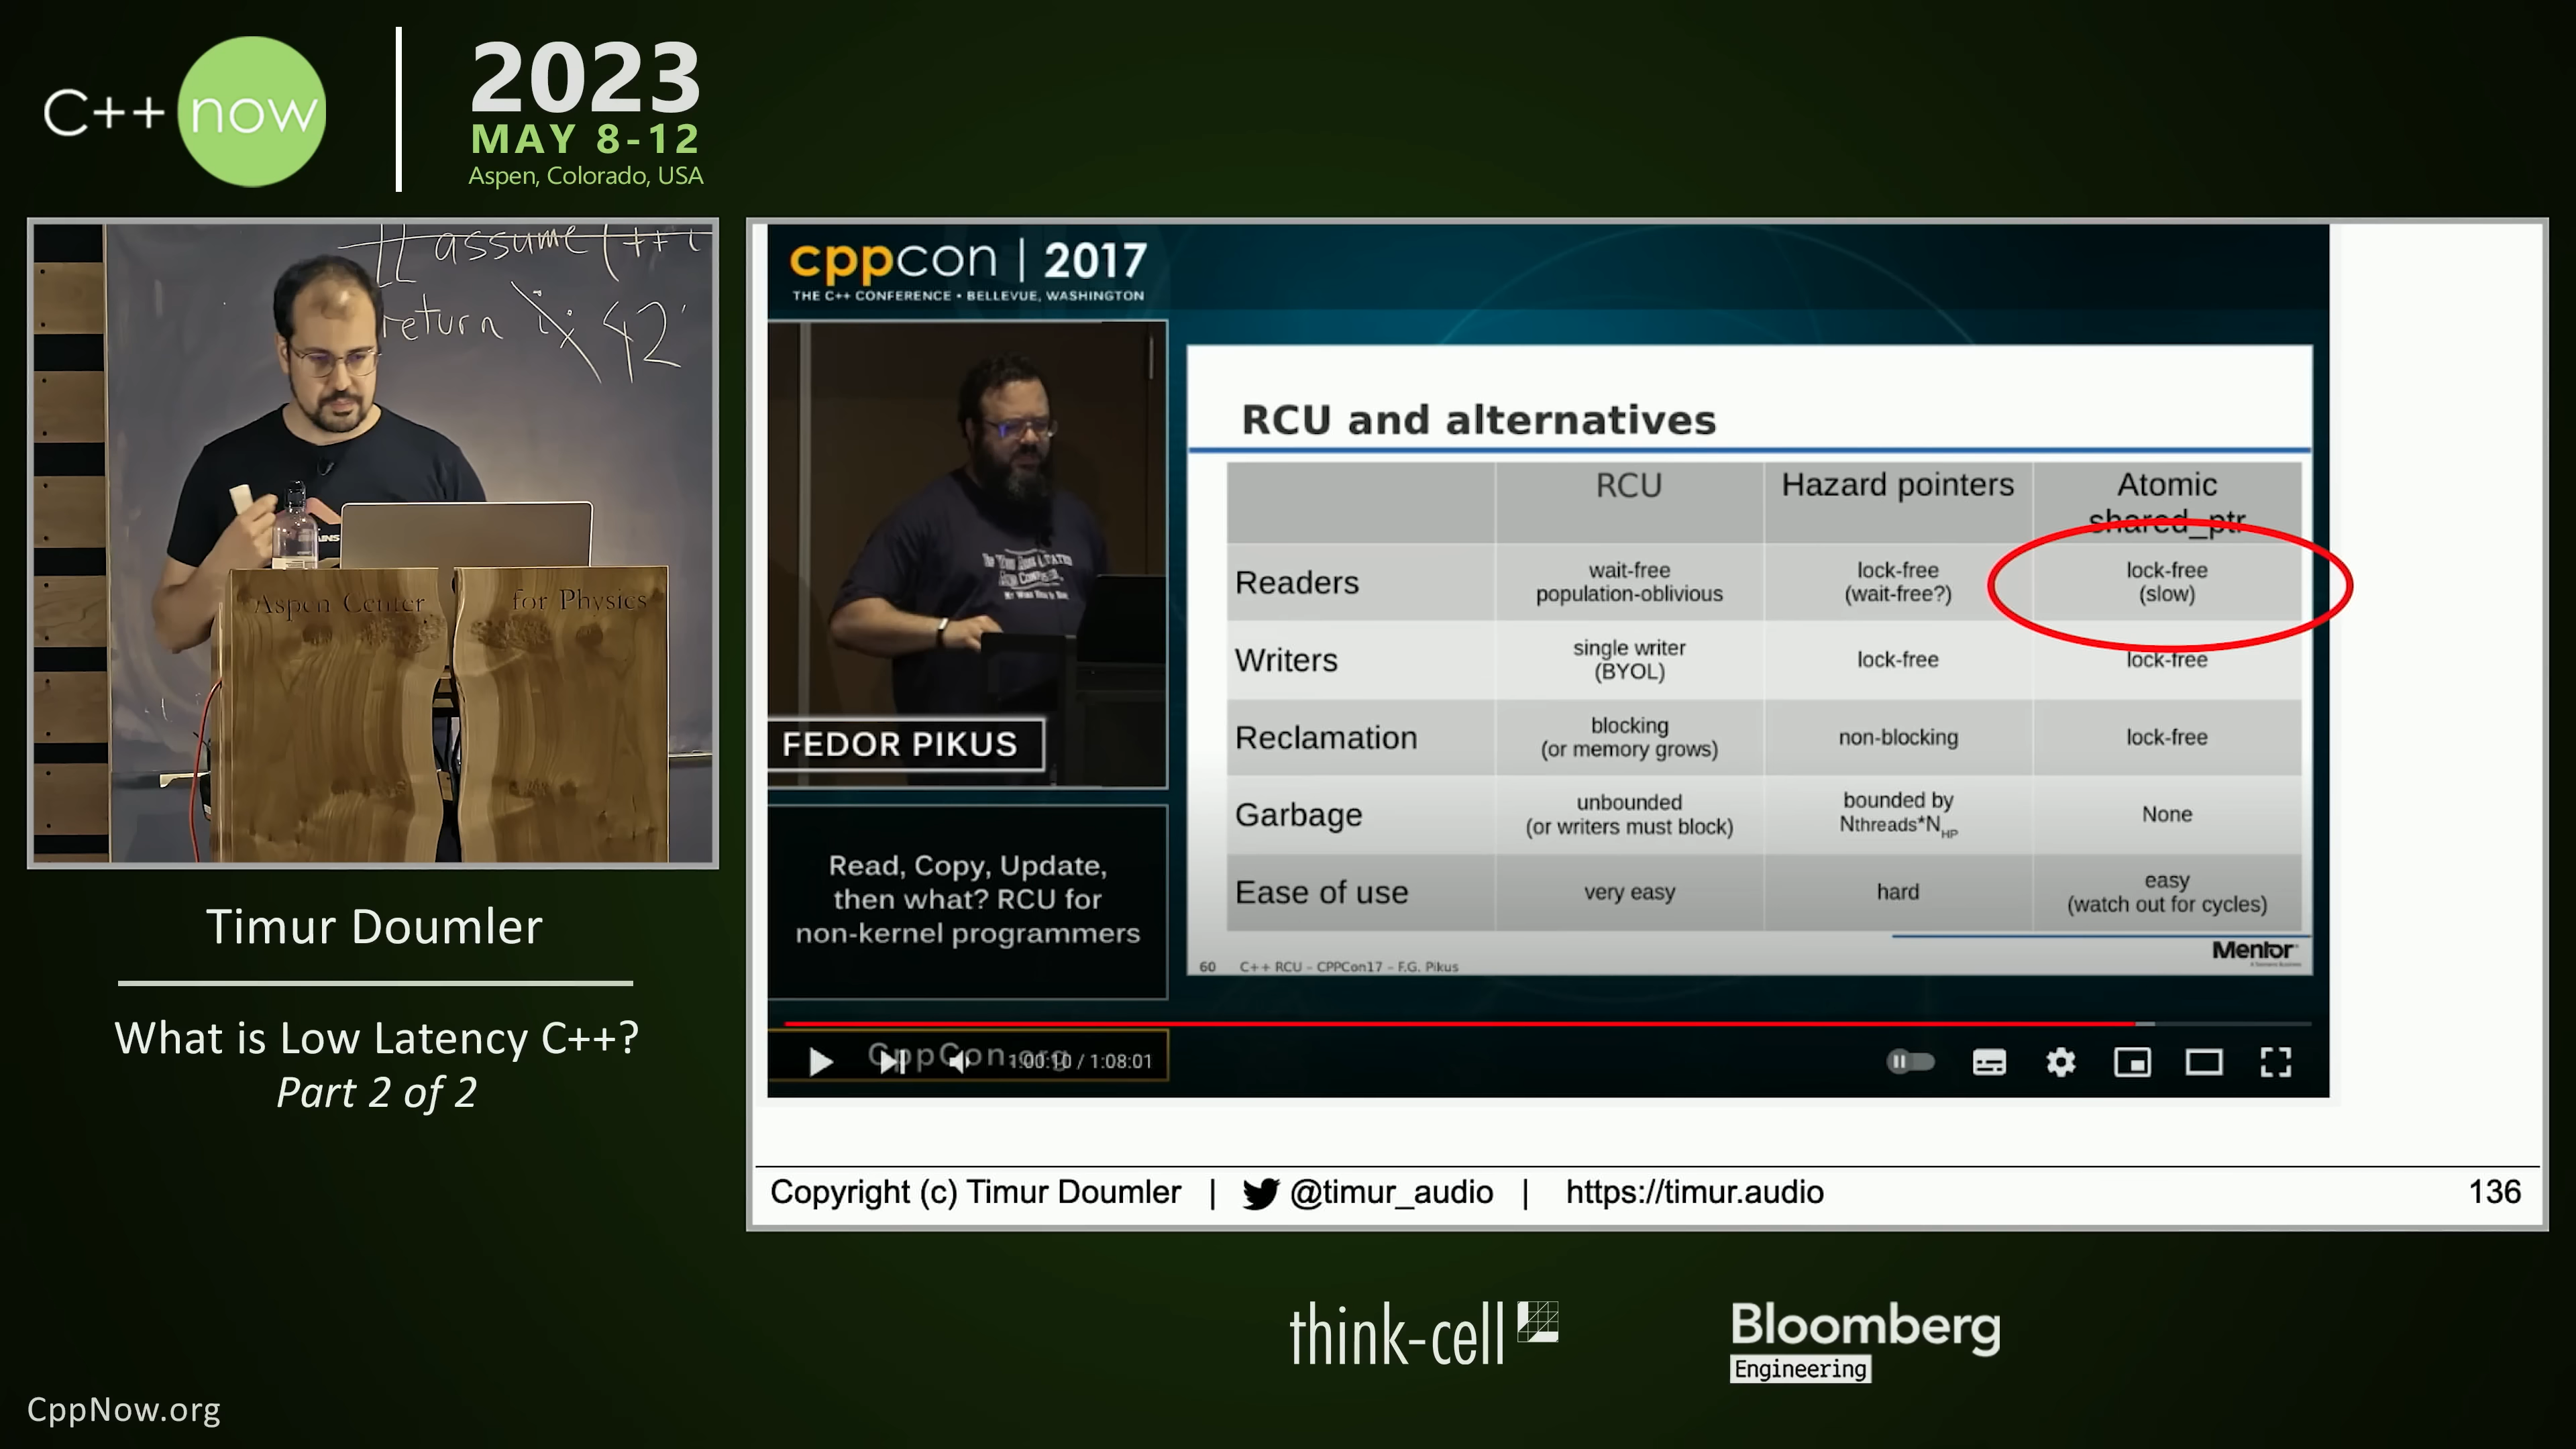 C++ now
2023
MAY 8-12
Aspen, Colorado, USA
assume (++i
return i 42
Aspen Center for Physics
Timur Doumler
What is Low Latency C++?
Part 2 of 2
cppcon | 2017
THE C++ CONFERENCE • BELLEVUE, WASHINGTON
FEDOR PIKUS
Read, Copy, Update,
then what? RCU for
non-kernel programmers
CppCon.org
1:00:10 / 1:08:01
RCU and alternatives
RCU Hazard pointers Atomic
shared_ptr
Readers wait-free lock-free lock-free
population-oblivious (wait-free?) (slow)
Writers single writer lock-free lock-free
(BYOL)
Reclamation blocking non-blocking lock-free
(or memory grows)
Garbage unbounded bounded by None
(or writers must block) Nthreads*N_HP
Ease of use very easy hard easy
(watch out for cycles)
Mentor
60 C++ RCU – CPPCon17 – F.G. Pikus
Copyright (c) Timur Doumler | @timur_audio | https://timur.audio 136
think-cell
Bloomberg
Engineering
CppNow.org